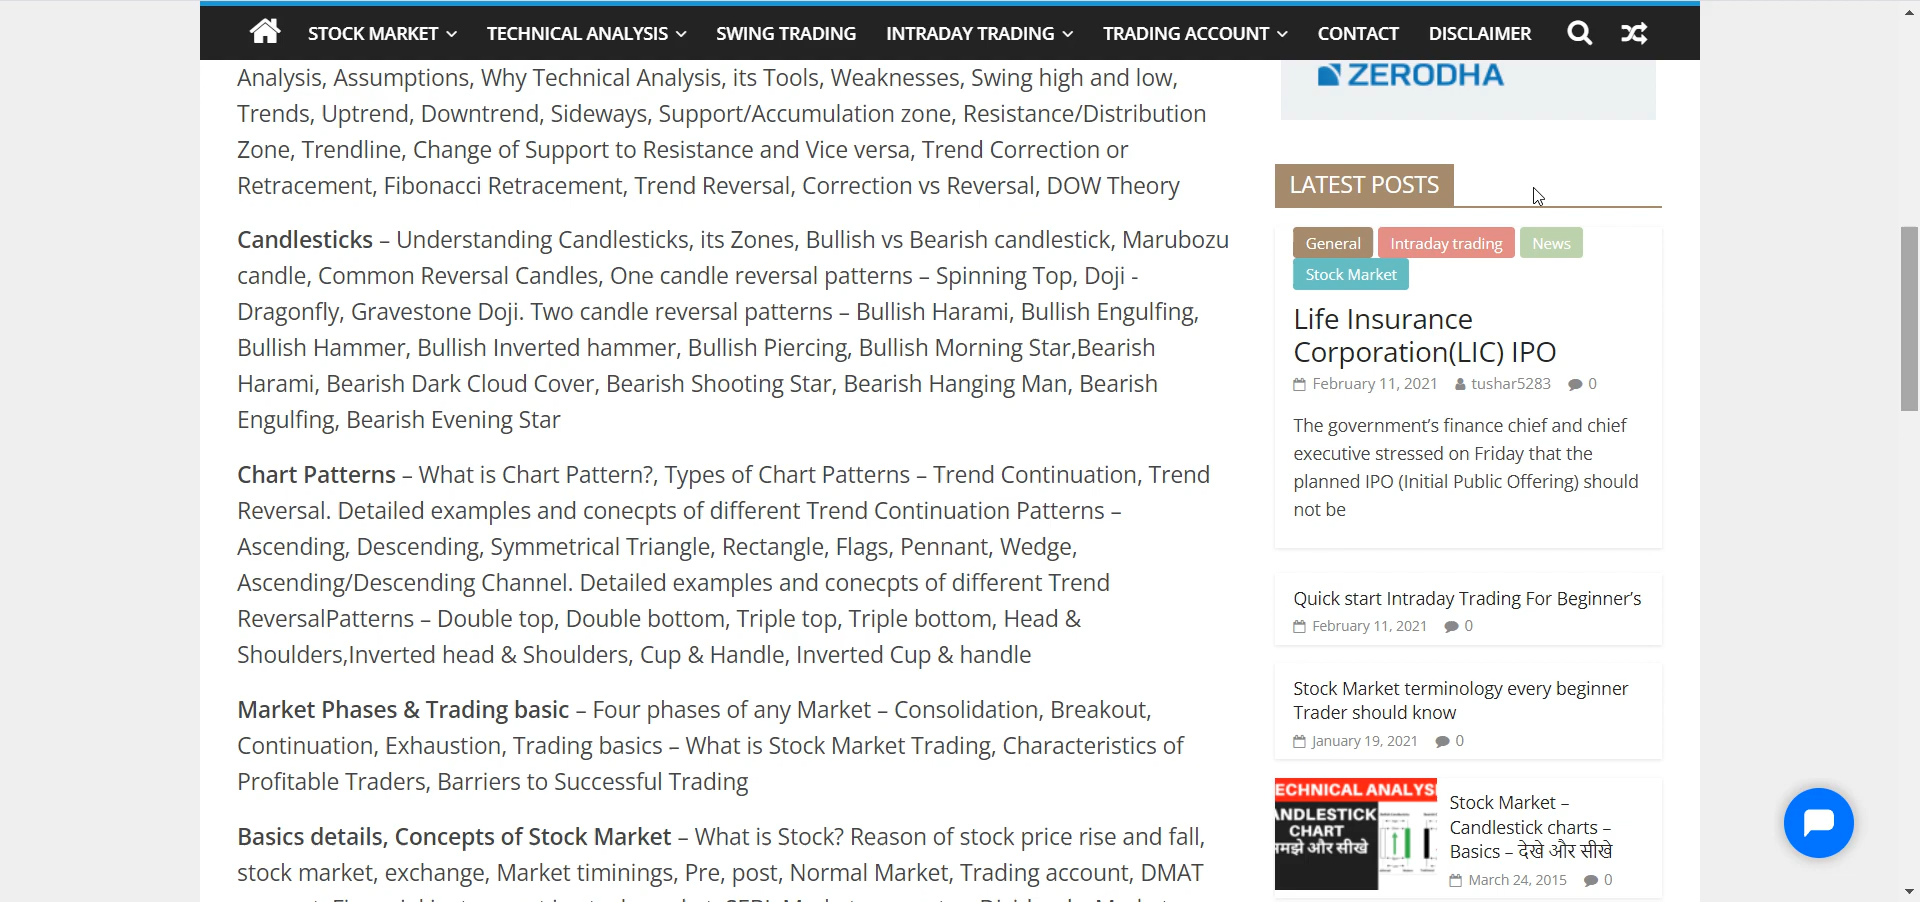 STOCK MARKET TECHNICAL ANALYSIS SWING TRADING INTRADAY TRADING TRADING ACCOUNT CONTACT DISCLAIMER
Analysis, Assumptions, Why Technical Analysis, its Tools, Weaknesses, Swing high and low,
Trends, Uptrend, Downtrend, Sideways, Support/Accumulation zone, Resistance/Distribution
Zone, Trendline, Change of Support to Resistance and Vice versa, Trend Correction or
Retracement, Fibonacci Retracement, Trend Reversal, Correction vs Reversal, DOW Theory
Candlesticks – Understanding Candlesticks, its Zones, Bullish vs Bearish candlestick, Marubozu
candle, Common Reversal Candles, One candle reversal patterns – Spinning Top, Doji -
Dragonfly, Gravestone Doji. Two candle reversal patterns – Bullish Harami, Bullish Engulfing,
Bullish Hammer, Bullish Inverted hammer, Bullish Piercing, Bullish Morning Star,Bearish
Harami, Bearish Dark Cloud Cover, Bearish Shooting Star, Bearish Hanging Man, Bearish
Engulfing, Bearish Evening Star
Chart Patterns – What is Chart Pattern?, Types of Chart Patterns – Trend Continuation, Trend
Reversal. Detailed examples and conecpts of different Trend Continuation Patterns –
Ascending, Descending, Symmetrical Triangle, Rectangle, Flags, Pennant, Wedge,
Ascending/Descending Channel. Detailed examples and conecpts of different Trend
ReversalPatterns – Double top, Double bottom, Triple top, Triple bottom, Head &
Shoulders,Inverted head & Shoulders, Cup & Handle, Inverted Cup & handle
Market Phases & Trading basic – Four phases of any Market – Consolidation, Breakout,
Continuation, Exhaustion, Trading basics – What is Stock Market Trading, Characteristics of
Profitable Traders, Barriers to Successful Trading
Basics details, Concepts of Stock Market – What is Stock? Reason of stock price rise and fall,
stock market, exchange, Market timinings, Pre, post, Normal Market, Trading account, DMAT
ZERODHA
LATEST POSTS
General Intraday trading News
Stock Market
Life Insurance
Corporation(LIC) IPO
February 11, 2021 tushar5283 0
The government's finance chief and chief
executive stressed on Friday that the
planned IPO (Initial Public Offering) should
not be
Quick start Intraday Trading For Beginner's
February 11, 2021 0
Stock Market terminology every beginner
Trader should know
January 19, 2021 0
ECHNICAL ANALYSI
ANDLESTICK
CHART
मझे और सीखे
Stock Market –
Candlestick charts –
Basics – देखे और सीखे
March 24, 2015 0